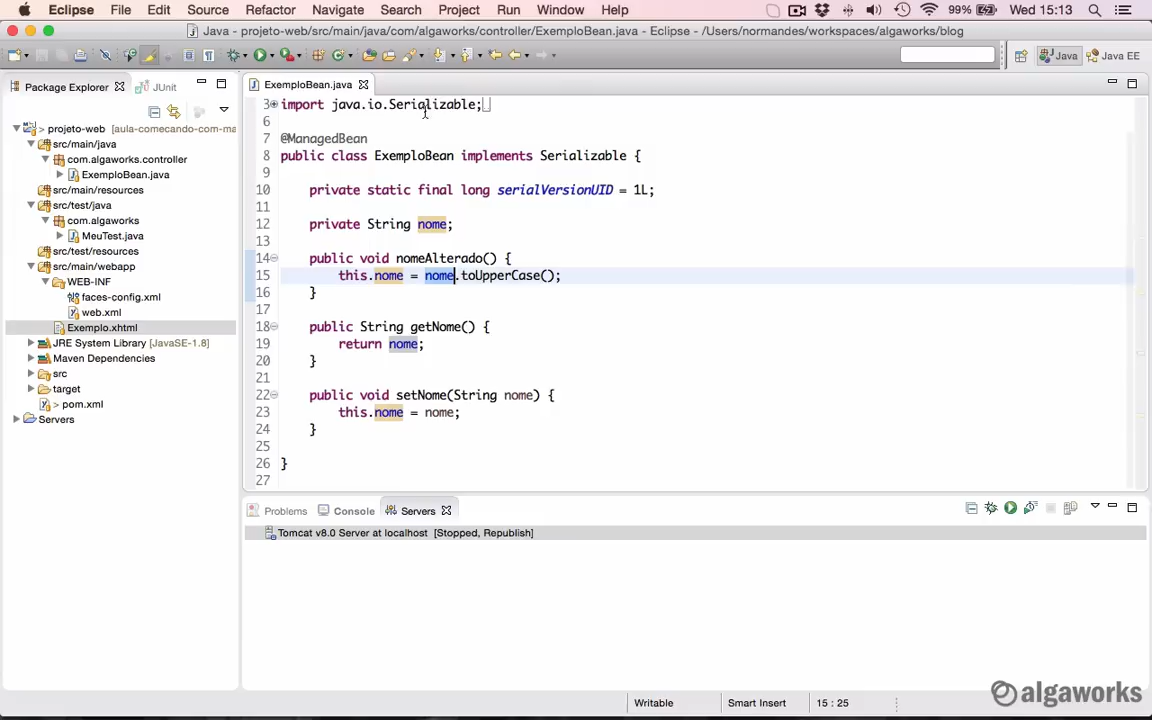 Eclipse File Edit Source Refactor Navigate Search Project Run Window Help 99% Wed 15:13
Java - projeto-web/src/main/java/com/algaworks/controller/ExemploBean.java - Eclipse - /Users/normandes/workspaces/algaworks/blog
Java Java EE
Package Explorer JUnit
projeto-web [aula-comecando-com-ma
src/main/java
com.algaworks.controller
ExemploBean.java
src/main/resources
src/test/java
com.algaworks
MeuTest.java
src/test/resources
src/main/webapp
WEB-INF
faces-config.xml
web.xml
Exemplo.xhtml
JRE System Library [JavaSE-1.8]
Maven Dependencies
src
target
> pom.xml
Servers
ExemploBean.java
3 import java.io.Serializable;
6
7 @ManagedBean
8 public class ExemploBean implements Serializable {
9
10 private static final long serialVersionUID = 1L;
11
12 private String nome;
13
14 public void nomeAlterado() {
15 this.nome = nome.toUpperCase();
16 }
17
18 public String getNome() {
19 return nome;
20 }
21
22 public void setNome(String nome) {
23 this.nome = nome;
24 }
25
26 }
27
Problems Console Servers
Tomcat v8.0 Server at localhost [Stopped, Republish]
Writable Smart Insert 15 : 25
algaworks